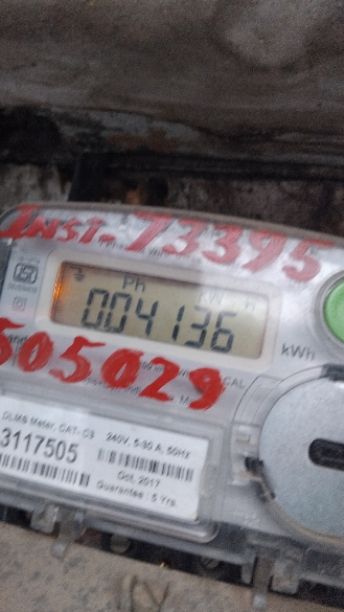 INST-73395
Ph KW h
004136
kWh
505029
DLMS Meter, CAT- C3 240V, 5-30 A, 50Hz
3117505
Oct, 2017
Guarantee : 5 Yrs.